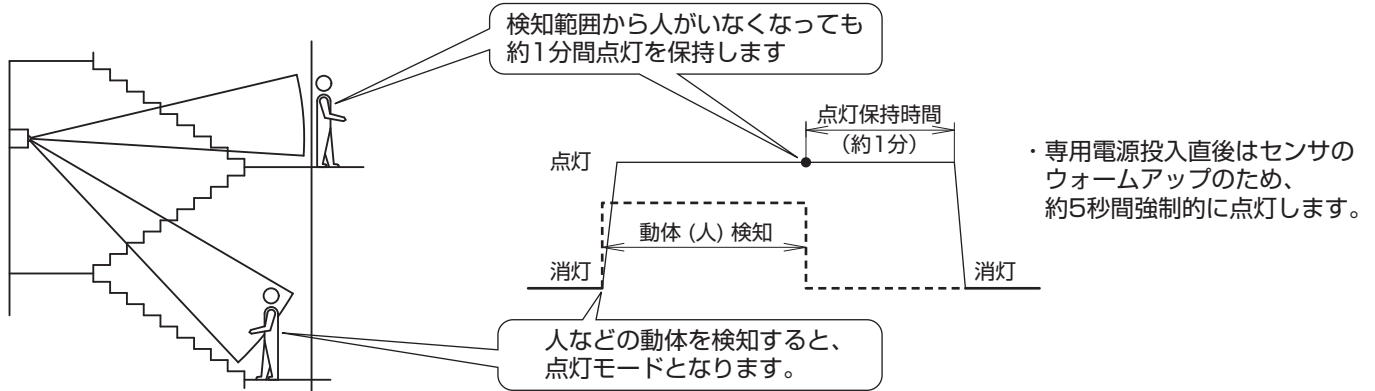 検知範囲から人がいなくなっても
約1分間点灯を保持します
点灯保持時間
(約1分)
点灯
動体 (人) 検知
消灯
消灯
人などの動体を検知すると、
点灯モードとなります。
・専用電源投入直後はセンサの
ウォームアップのため、
約5秒間強制的に点灯します。